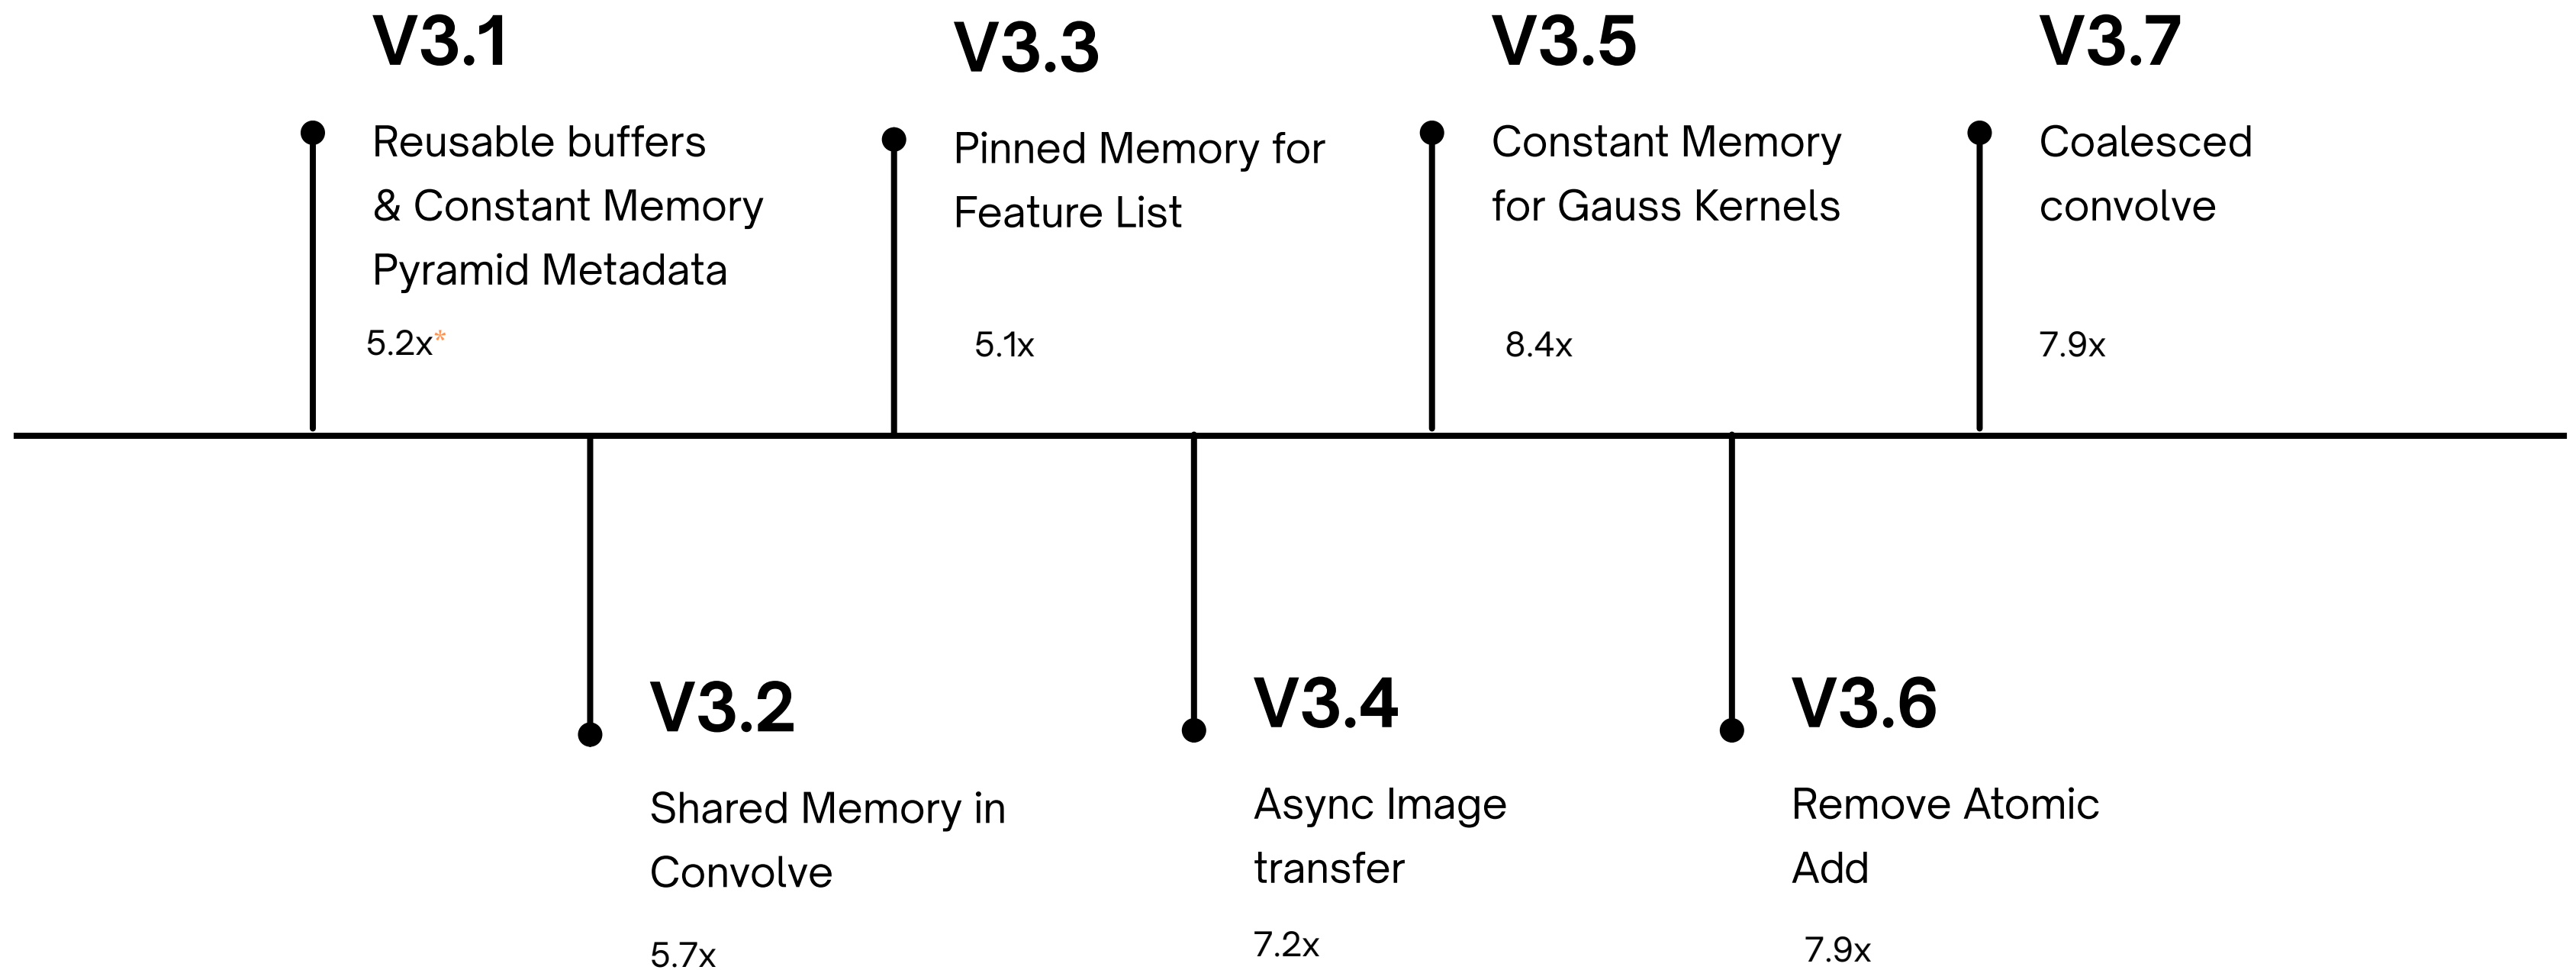 V3.1
Reusable buffers
& Constant Memory
Pyramid Metadata
5.2x*
V3.2
Shared Memory in
Convolve
5.7x
V3.3
Pinned Memory for
Feature List
5.1x
V3.4
Async Image
transfer
7.2x
V3.5
Constant Memory
for Gauss Kernels
8.4x
V3.6
Remove Atomic
Add
7.9x
V3.7
Coalesced
convolve
7.9x